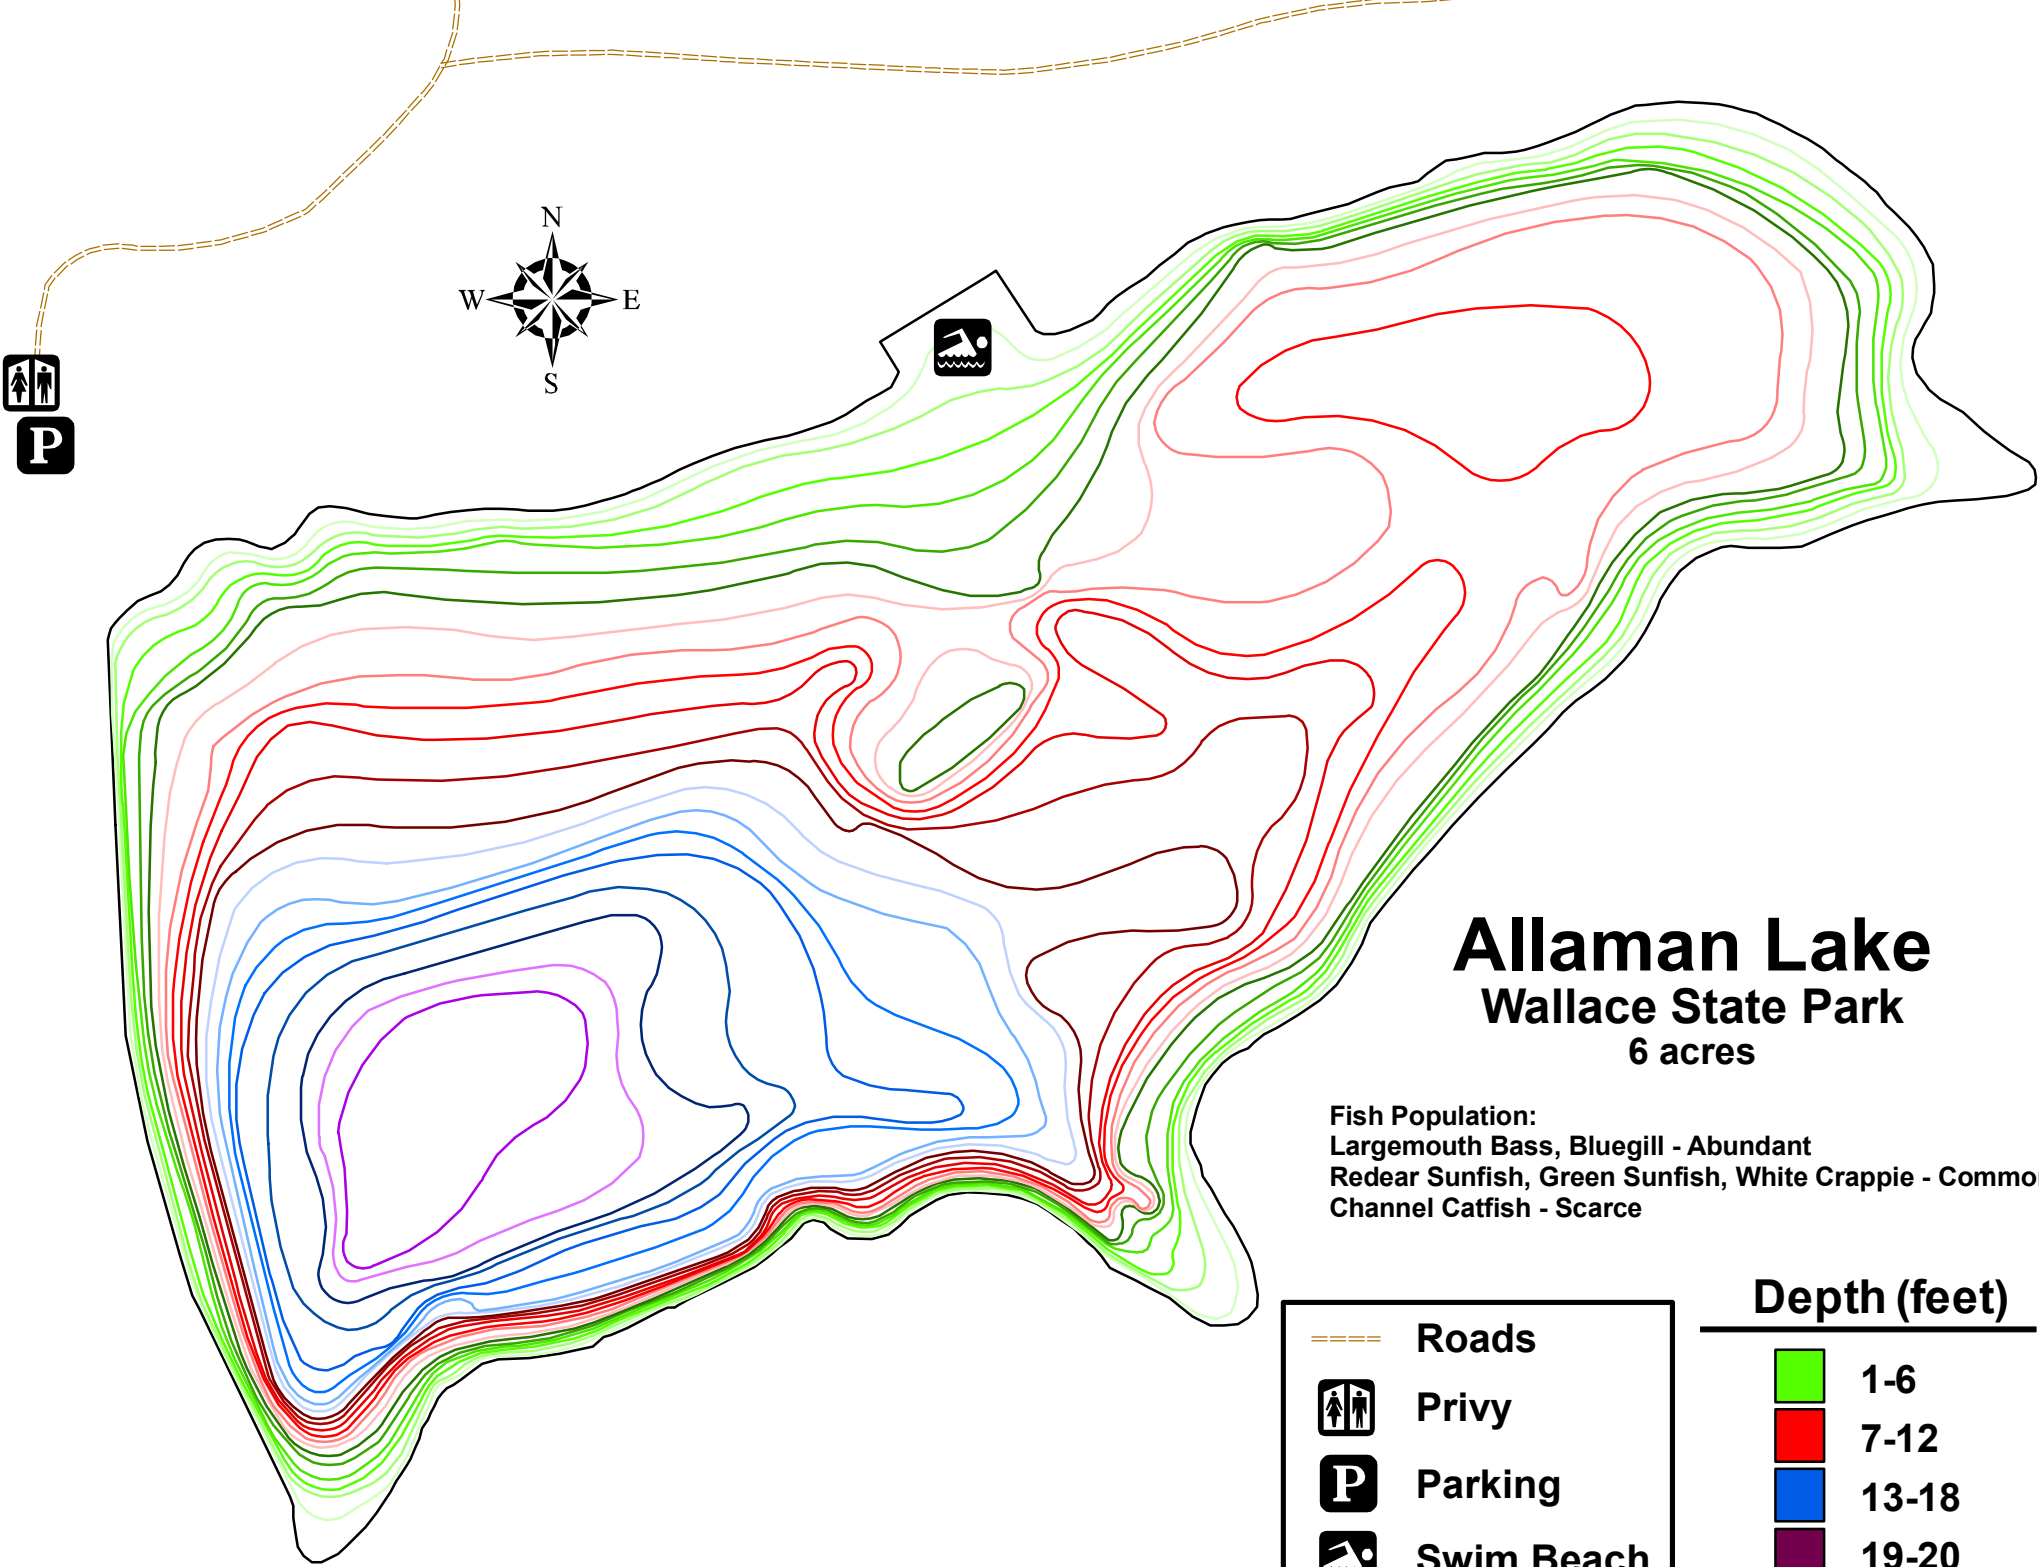 N
W E
S
P
Allaman Lake
Wallace State Park
6 acres
Fish Population:
Largemouth Bass, Bluegill - Abundant
Redear Sunfish, Green Sunfish, White Crappie - Commo
Channel Catfish - Scarce
Roads
Privy
P Parking
Swim Beach
Depth (feet)
1-6
7-12
13-18
19-20